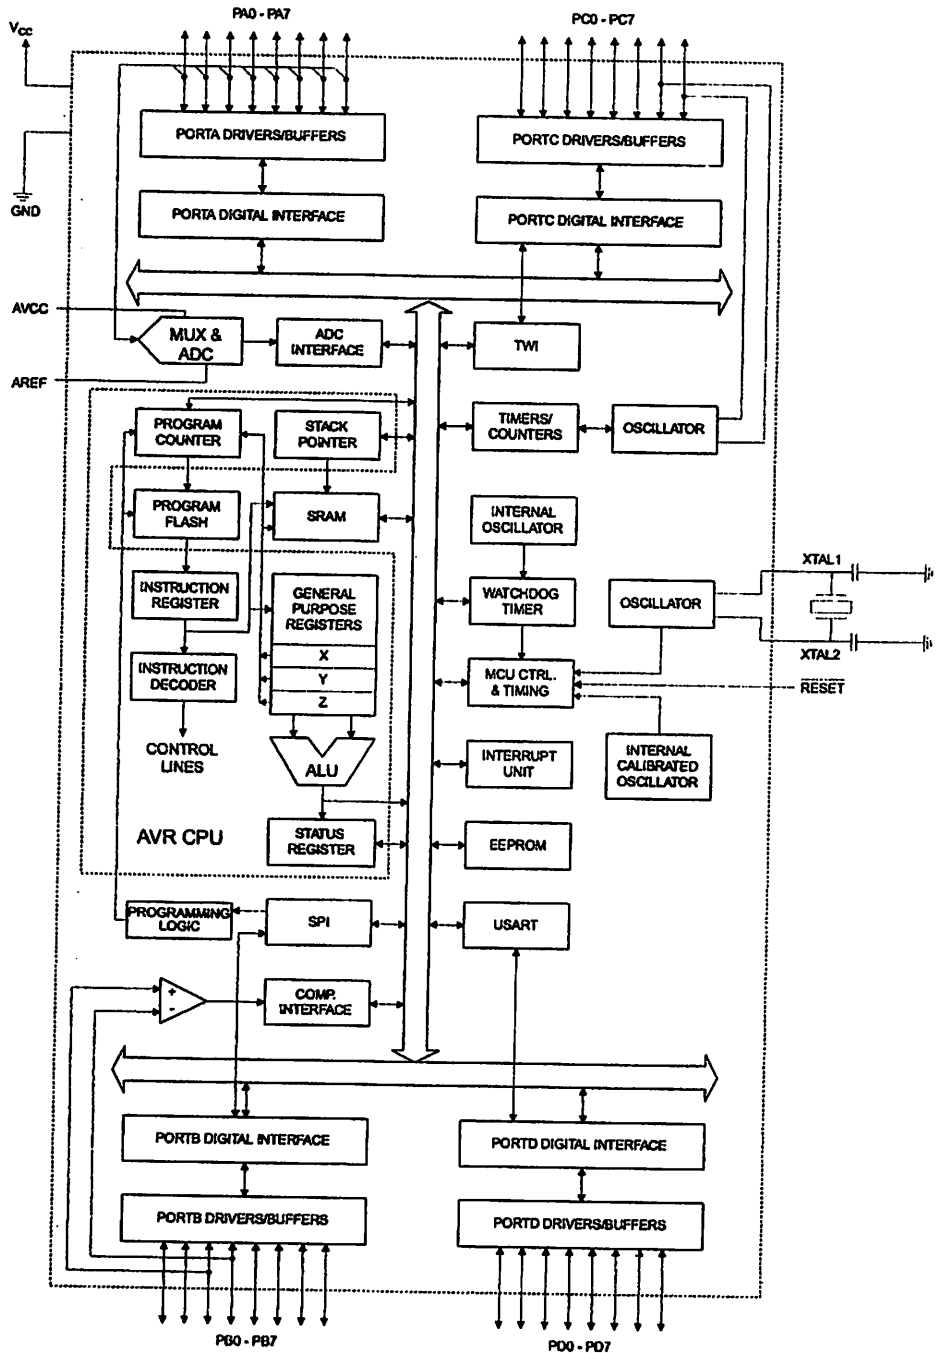 PA0 - PA7
PC0 - PC7
VCC
GND
PORTA DRIVERS/BUFFERS
PORTC DRIVERS/BUFFERS
PORTA DIGITAL INTERFACE
PORTC DIGITAL INTERFACE
AVCC
MUX &
ADC
ADC
INTERFACE
TWI
AREF
PROGRAM
COUNTER
STACK
POINTER
TIMERS/
COUNTERS
OSCILLATOR
PROGRAM
FLASH
SRAM
INTERNAL
OSCILLATOR
XTAL1
INSTRUCTION
REGISTER
GENERAL
PURPOSE
REGISTERS
WATCHDOG
TIMER
OSCILLATOR
X
XTAL2
INSTRUCTION
DECODER
Y
MCU CTRL.
& TIMING
RESET
Z
CONTROL
LINES
ALU
INTERRUPT
UNIT
INTERNAL
CALIBRATED
OSCILLATOR
AVR CPU
STATUS
REGISTER
EEPROM
PROGRAMMING
LOGIC
SPI
USART
+
-
COMP.
INTERFACE
PORTB DIGITAL INTERFACE
PORTD DIGITAL INTERFACE
PORTB DRIVERS/BUFFERS
PORTD DRIVERS/BUFFERS
PB0 - PB7
PD0 - PD7